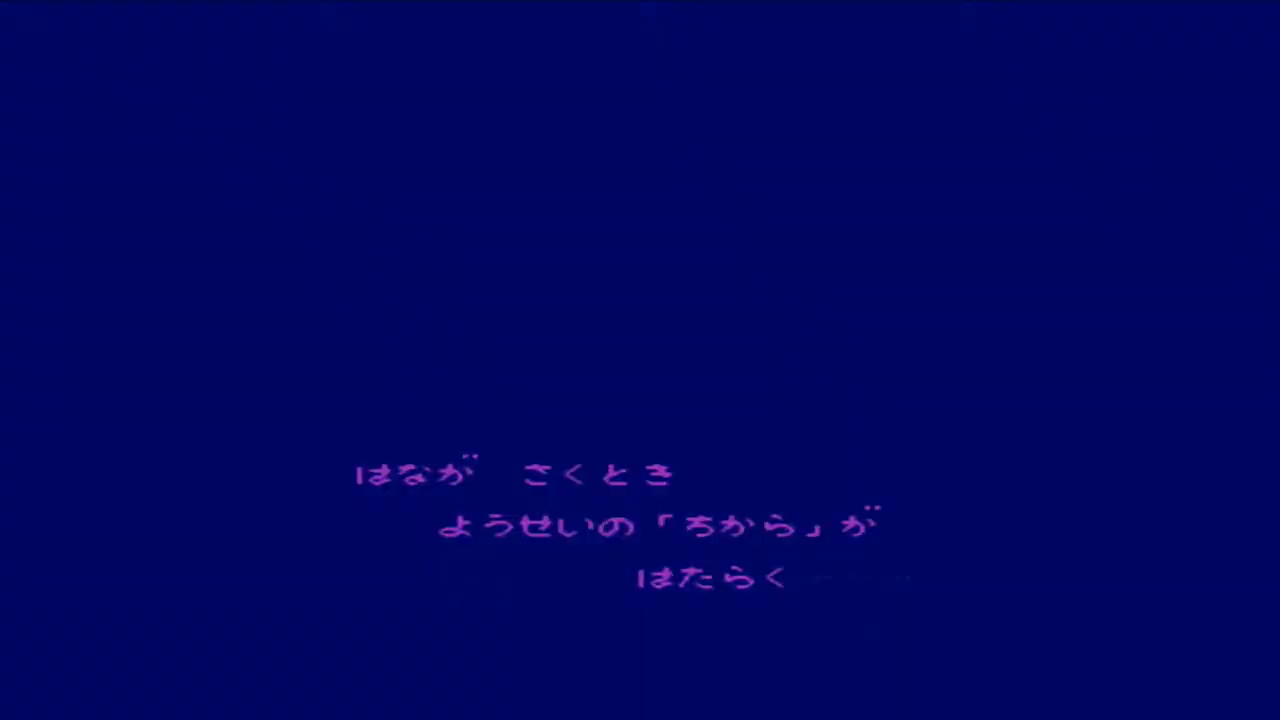 はなが　さくとき
ようせいの「ちから」が
はたらく